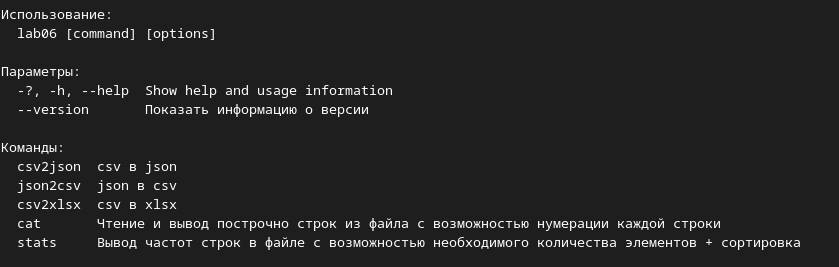 Использование:
lab06 [command] [options]
Параметры:
-?, -h, --help Show help and usage information
--version Показать информацию о версии
Команды:
csv2json csv в json
json2csv json в csv
csv2xlsx csv в xlsx
cat Чтение и вывод построчно строк из файла с возможностью нумерации каждой строки
stats Вывод частот строк в файле с возможностью необходимого количества элементов + сортировка